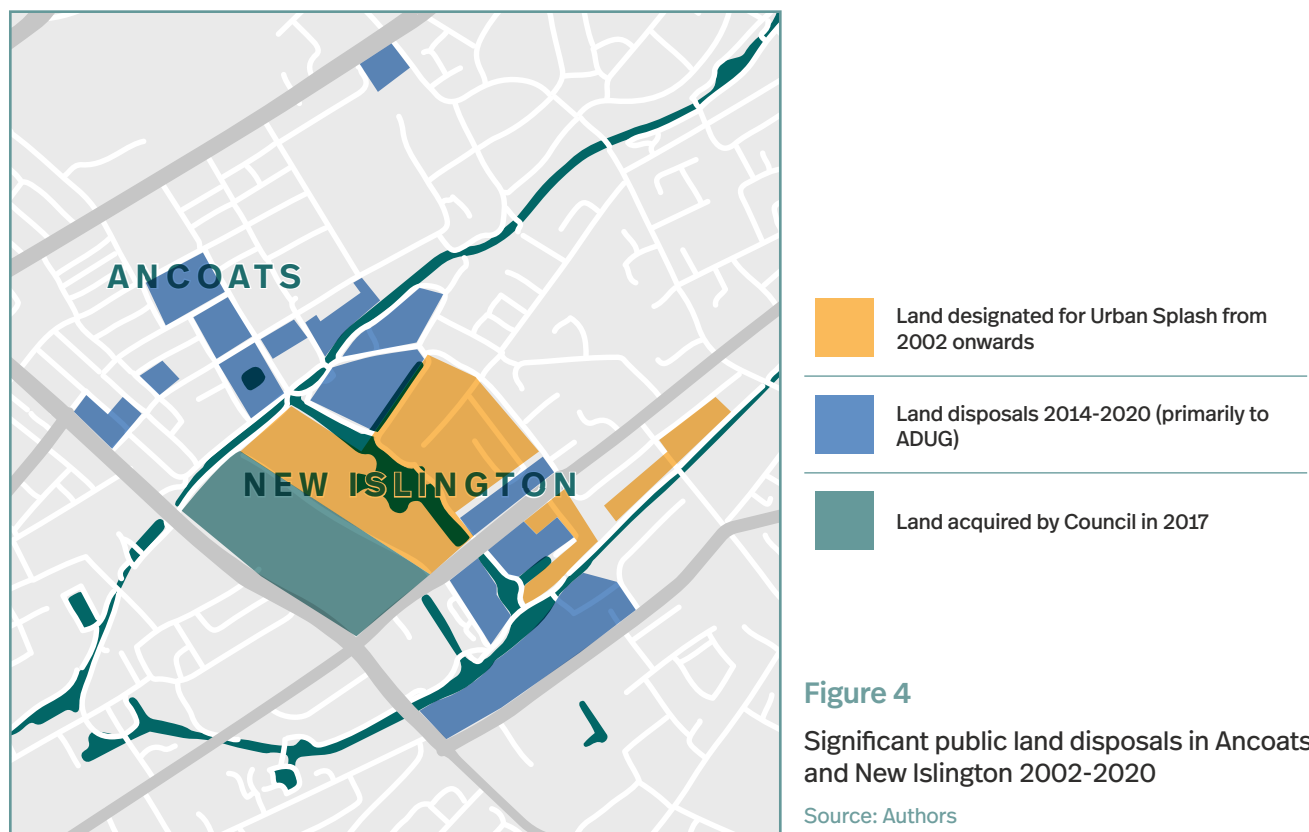 ANCOATS
NEW ISLINGTON
Land designated for Urban Splash from
2002 onwards
Land disposals 2014-2020 (primarily to
ADUG)
Land acquired by Council in 2017
Figure 4
Significant public land disposals in Ancoats
and New Islington 2002-2020
Source: Authors